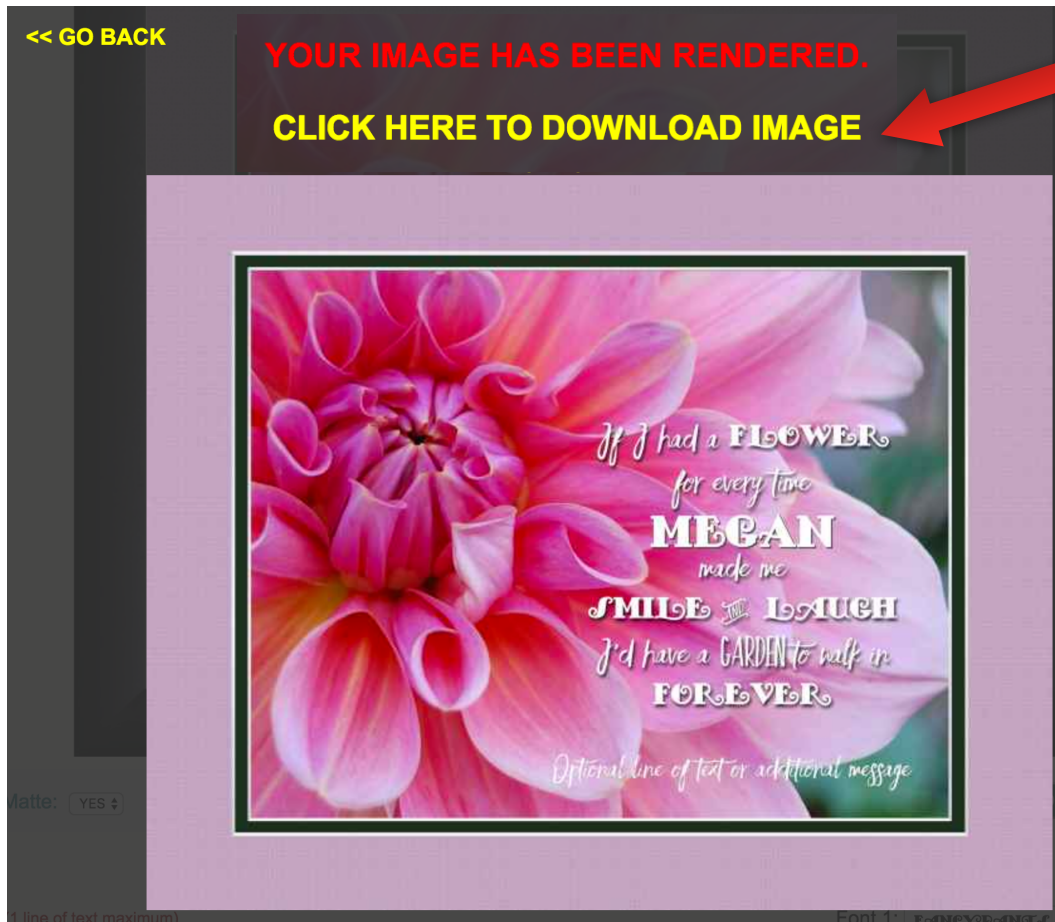 << GO BACK
YOUR IMAGE HAS BEEN RENDERED.
CLICK HERE TO DOWNLOAD IMAGE
If I had a FLOWER
for every time
MEGAN
made me
SMILE AND LAUGH
I'd have a GARDEN to walk in
FOREVER
Optional line of text or additional message
Matte: YES
1 line of text maximum)
Font 1: